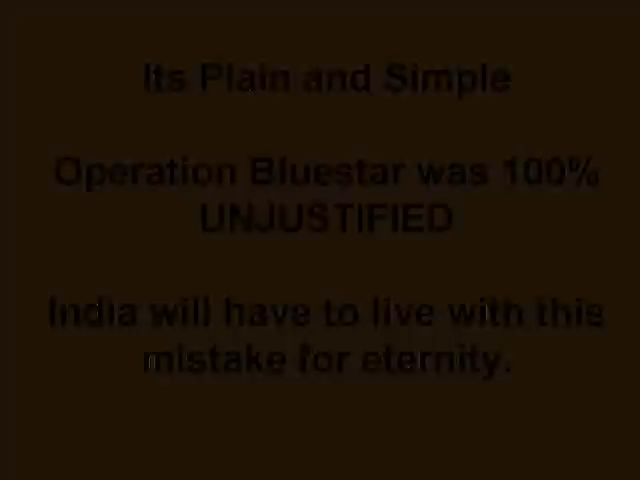 Its Plain and Simple
Operation Bluestar was 100%
UNJUSTIFIED
India will have to live with this
mistake for eternity.